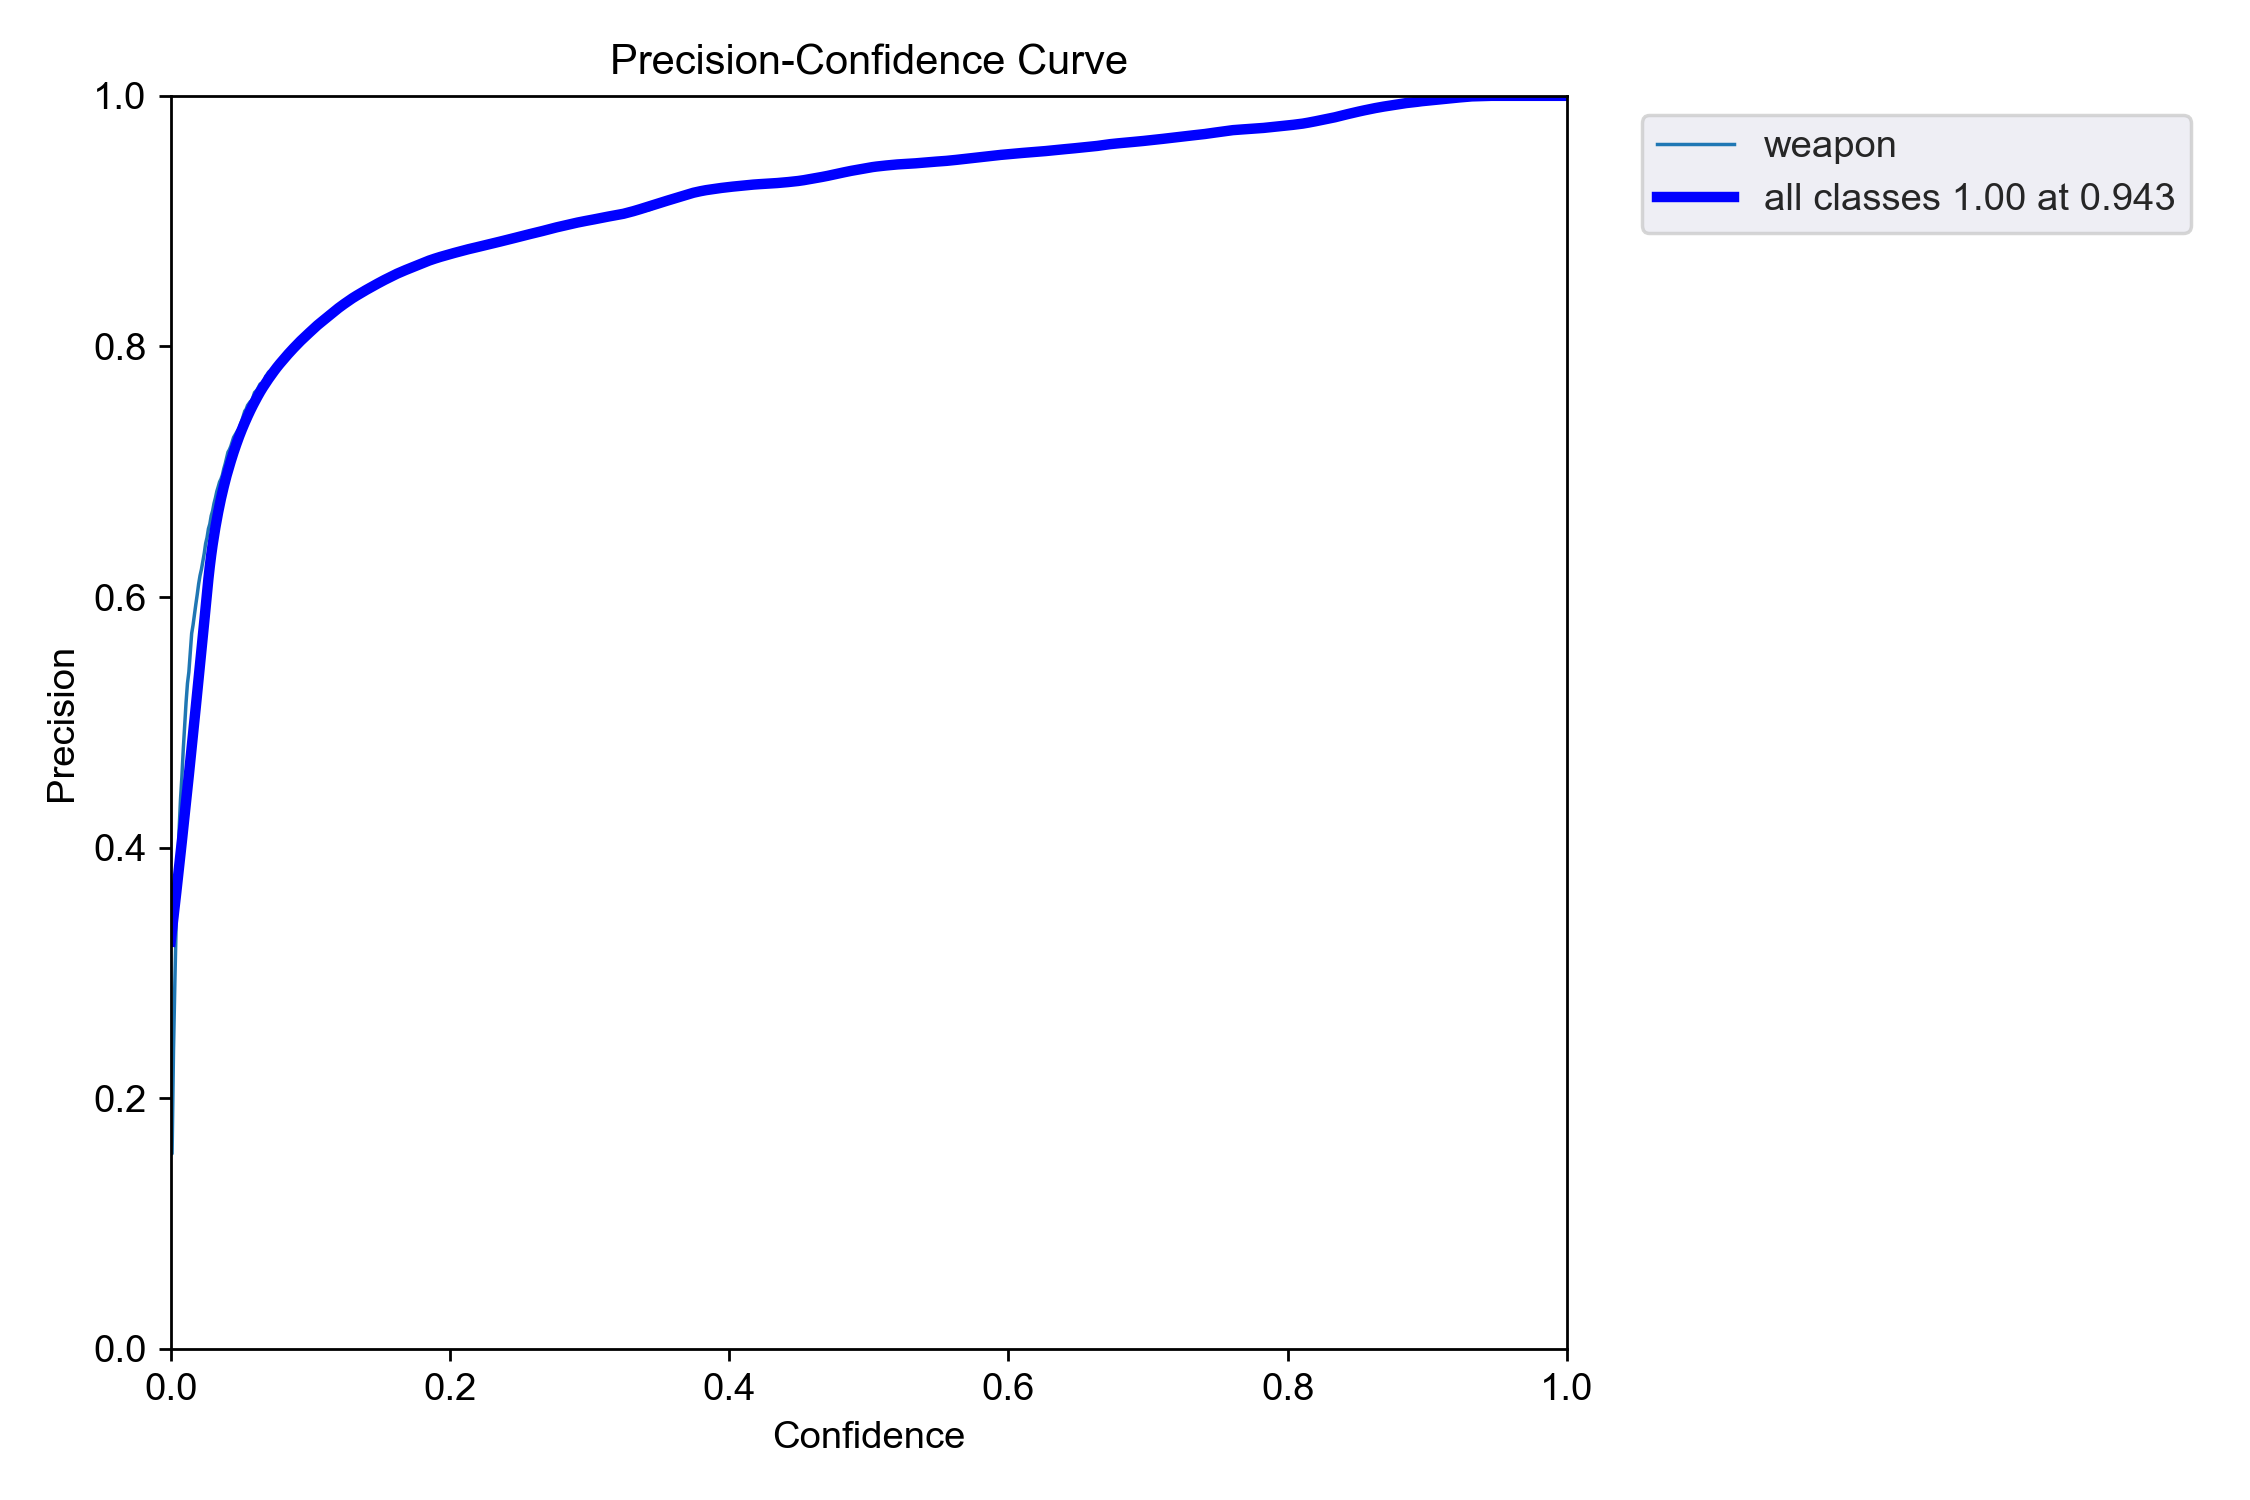 Precision-Confidence Curve
1.0
0.8
0.6
0.4
0.2
0.0
Precision
0.0 0.2 0.4 0.6 0.8 1.0
Confidence
weapon
all classes 1.00 at 0.943